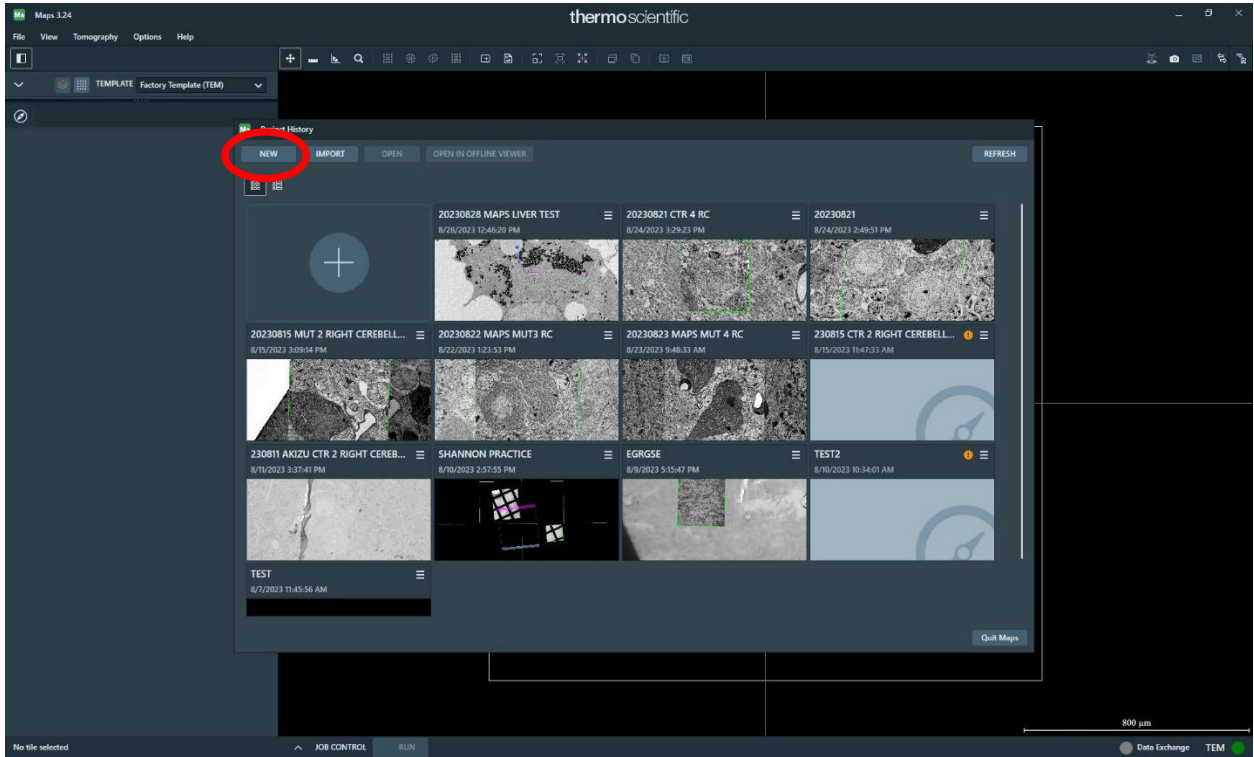 Ma Maps 3.24
thermoscientific
File View Tomography Options Help
TEMPLATE Factory Template (TEM)
Ma Project History
NEW IMPORT OPEN OPEN IN OFFLINE VIEWER REFRESH
20230828 MAPS LIVER TEST
8/28/2023 12:46:20 PM
20230821 CTR 4 RC
8/24/2023 3:29:23 PM
20230821
8/24/2023 2:49:51 PM
20230815 MUT 2 RIGHT CEREBELL...
8/15/2023 3:09:14 PM
20230822 MAPS MUT3 RC
8/22/2023 1:23:53 PM
20230823 MAPS MUT 4 RC
8/23/2023 9:48:33 AM
230815 CTR 2 RIGHT CEREBELL...
8/15/2023 11:47:33 AM
230811 AKIZU CTR 2 RIGHT CEREB...
8/11/2023 3:37:41 PM
SHANNON PRACTICE
8/10/2023 2:57:55 PM
EGRGSE
8/9/2023 5:15:47 PM
TEST2
8/10/2023 10:34:01 AM
TEST
8/7/2023 11:45:56 AM
Quit Maps
800 µm
No tile selected JOB CONTROL RUN Data Exchange TEM